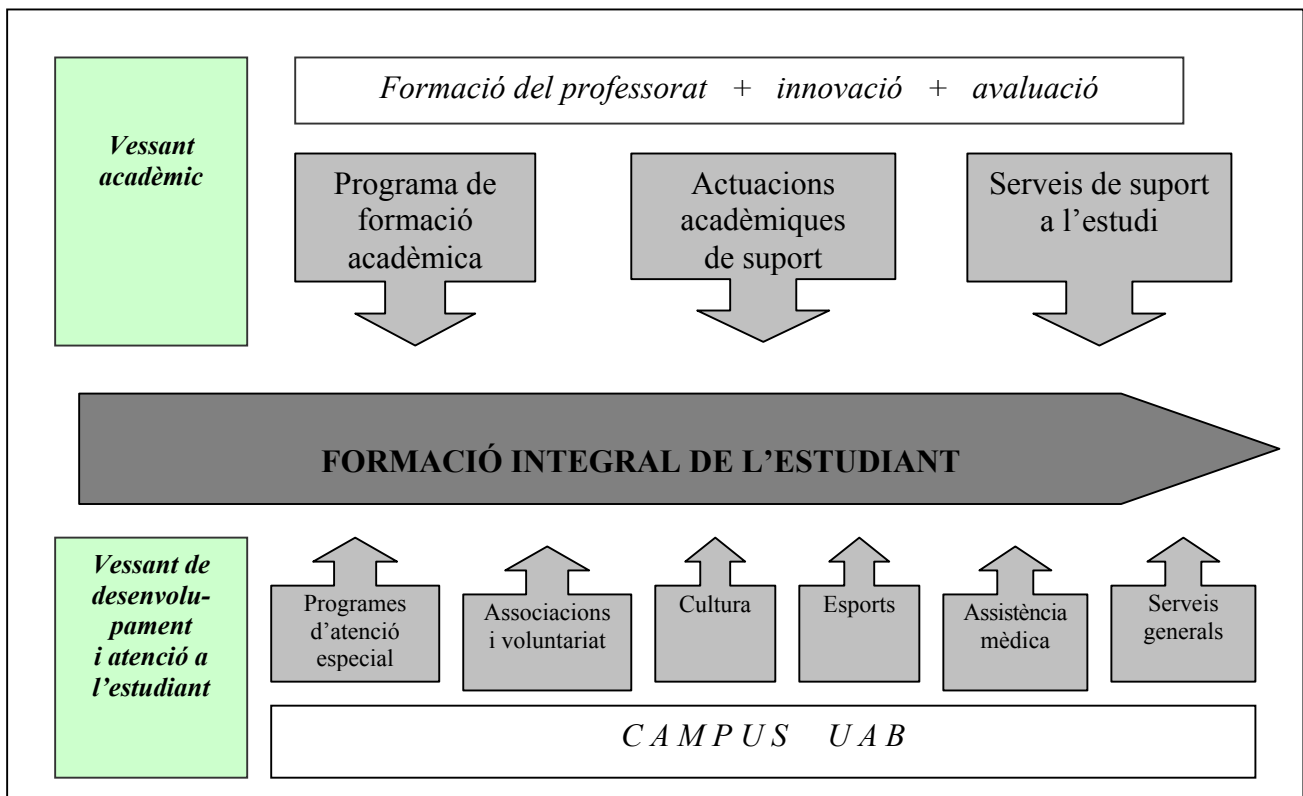 Formació del professorat + innovació + avaluació
Vessant
acadèmic
Programa de
formació
acadèmica
Actuacions
acadèmiques
de suport
Serveis de suport
a l’estudi
FORMACIÓ INTEGRAL DE L’ESTUDIANT
Vessant de
desenvolu-
pament
i atenció a
l’estudiant
Programes
d’atenció
especial
Associacions
i voluntariat
Cultura
Esports
Assistència
mèdica
Serveis
generals
C A M P U S U A B